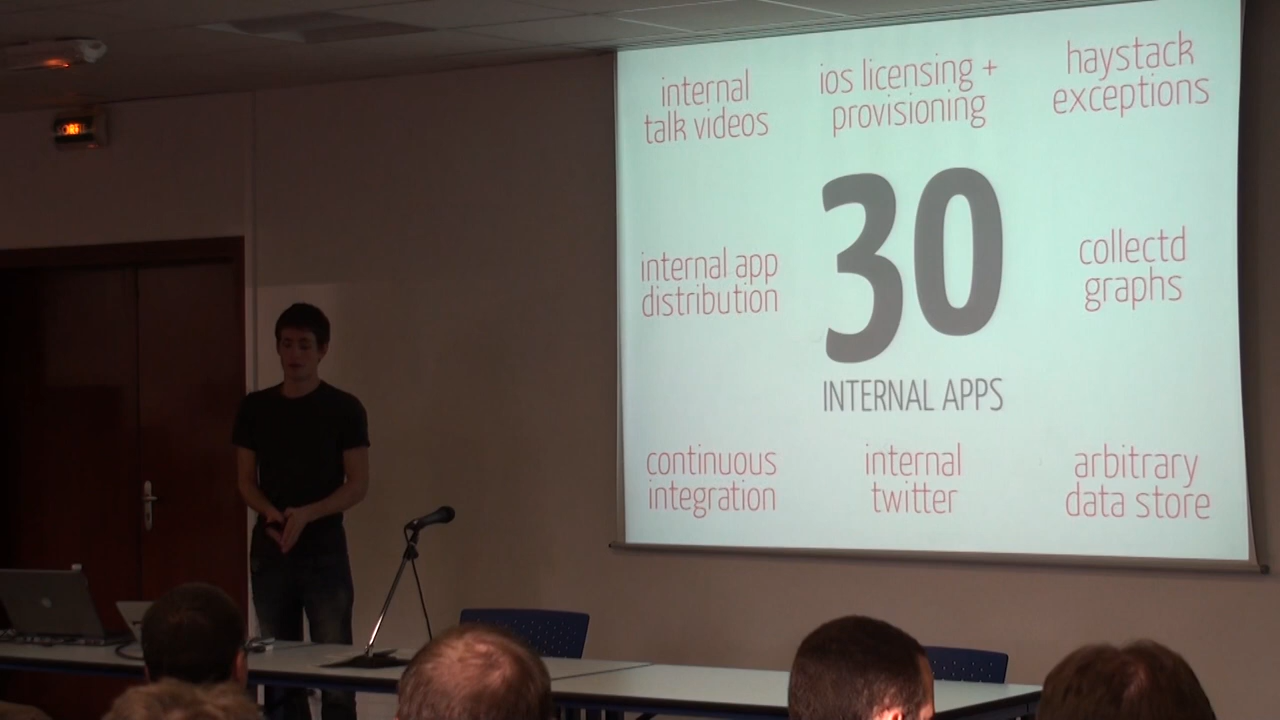 internal
talk videos
ios licensing +
provisioning
haystack
exceptions
internal app
distribution
30
INTERNAL APPS
collectd
graphs
continuous
integration
internal
twitter
arbitrary
data store